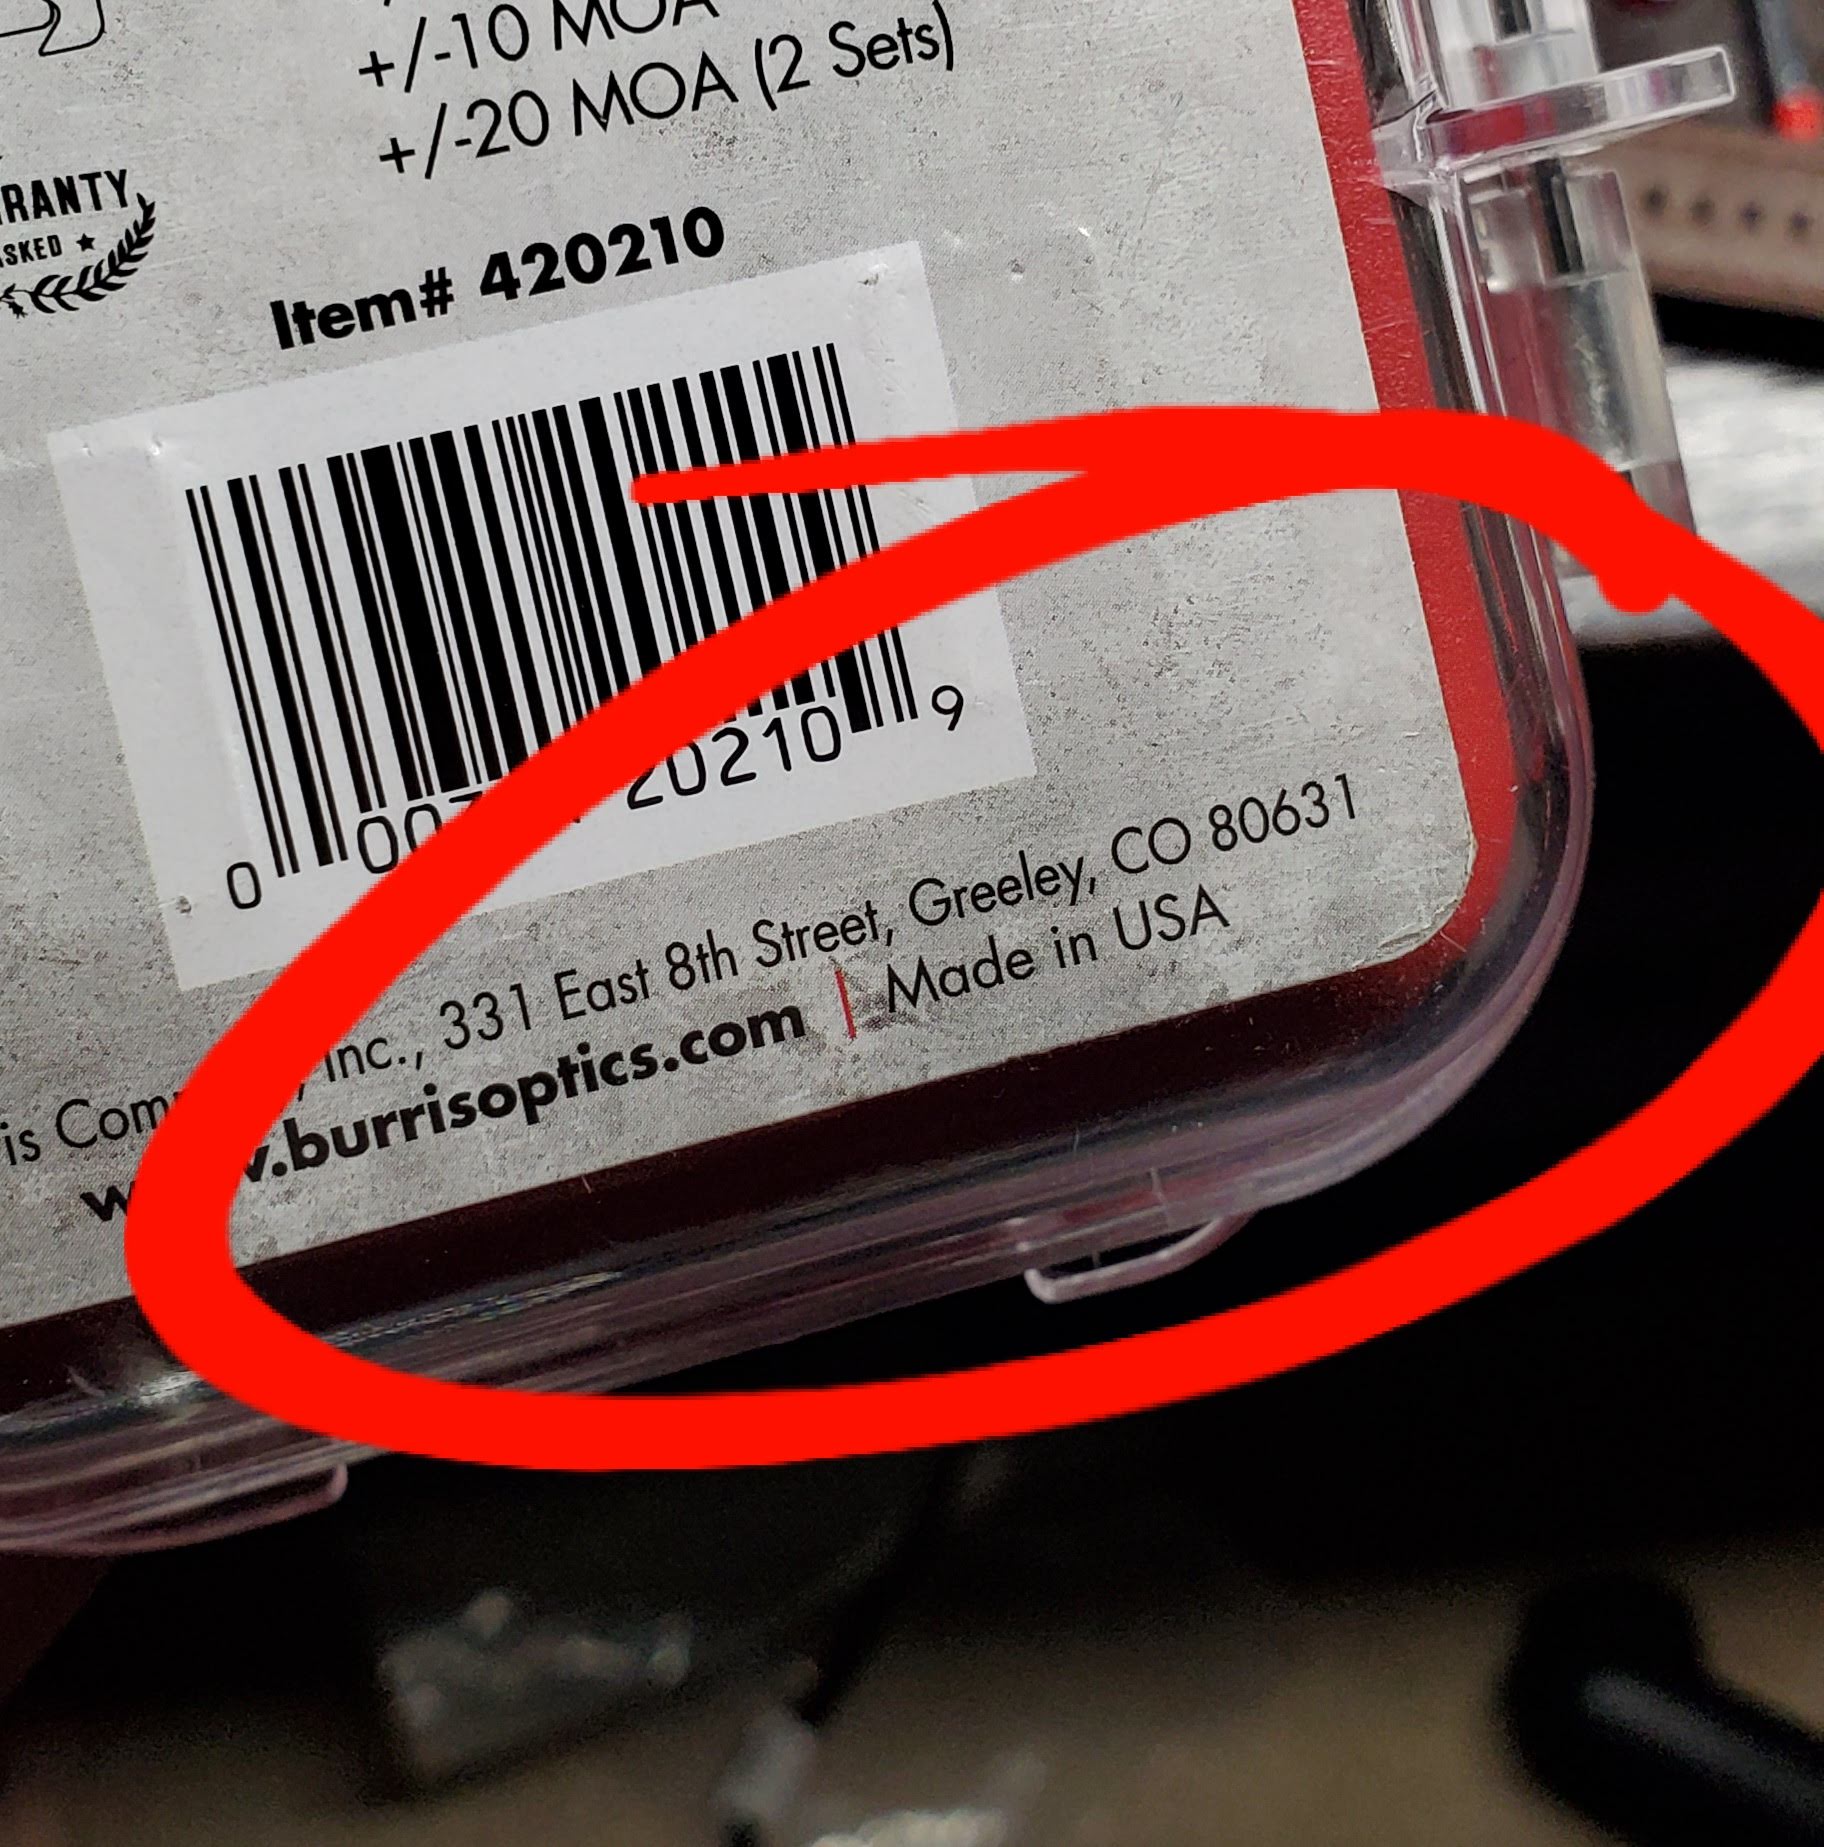 +/-10 MOA
+/-20 MOA (2 Sets)
RANTY
ASKED ★
Item# 420210
0 00 20210 9
is Com , Inc., 331 East 8th Street, Greeley, CO 80631
w .burrisoptics.com | Made in USA